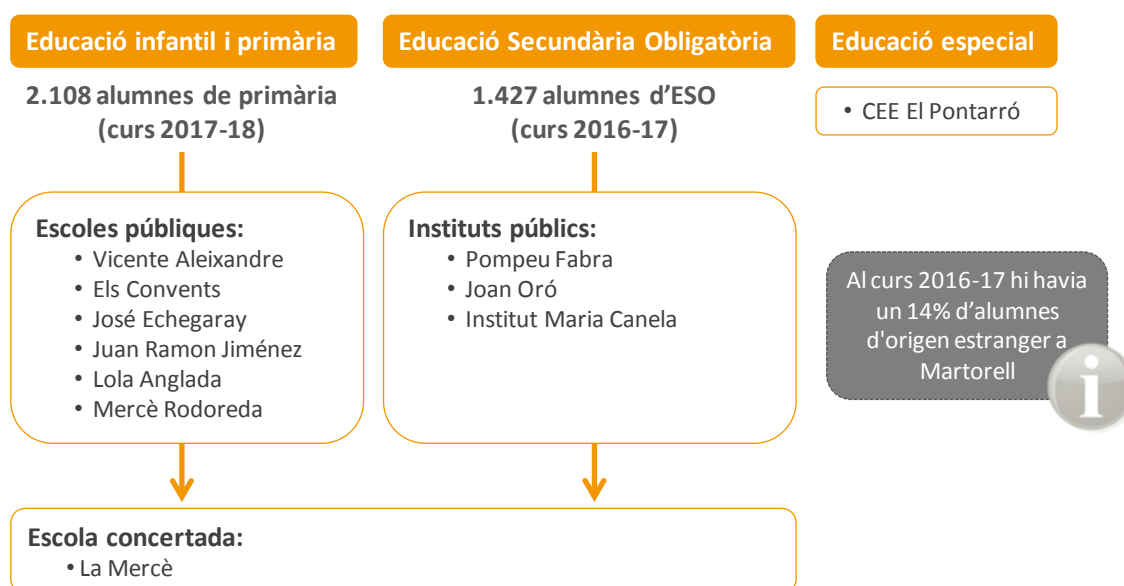 Educació infantil i primària
2.108 alumnes de primària
(curs 2017-18)
Escoles públiques:
• Vicente Aleixandre
• Els Convents
• José Echegaray
• Juan Ramon Jiménez
• Lola Anglada
• Mercè Rodoreda
Educació Secundària Obligatòria
1.427 alumnes d’ESO
(curs 2016-17)
Instituts públics:
• Pompeu Fabra
• Joan Oró
• Institut Maria Canela
Escola concertada:
• La Mercè
Educació especial
• CEE El Pontarró
Al curs 2016-17 hi havia
un 14% d’alumnes
d'origen estranger a
Martorell
i